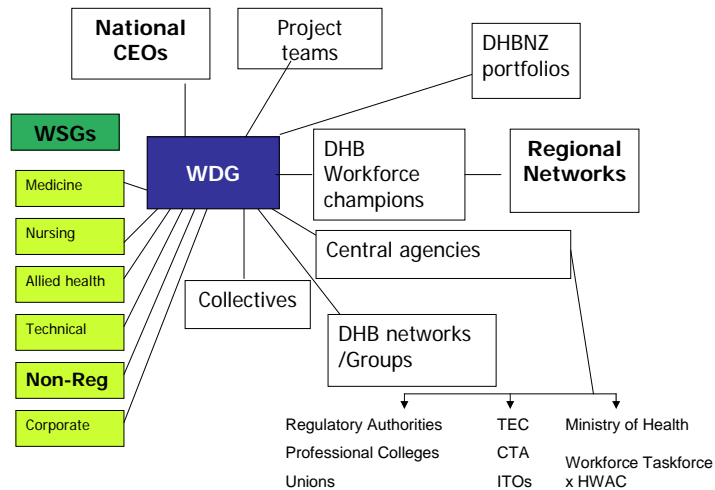 National
CEOs
Project
teams
DHBNZ
portfolios
WSGs
WDG
DHB
Workforce
champions
Regional
Networks
Medicine
Nursing
Allied health
Technical
Non-Reg
Corporate
Central agencies
Collectives
DHB networks
/Groups
Regulatory Authorities
Professional Colleges
Unions
TEC
CTA
ITOs
Ministry of Health
Workforce Taskforce
x HWAC